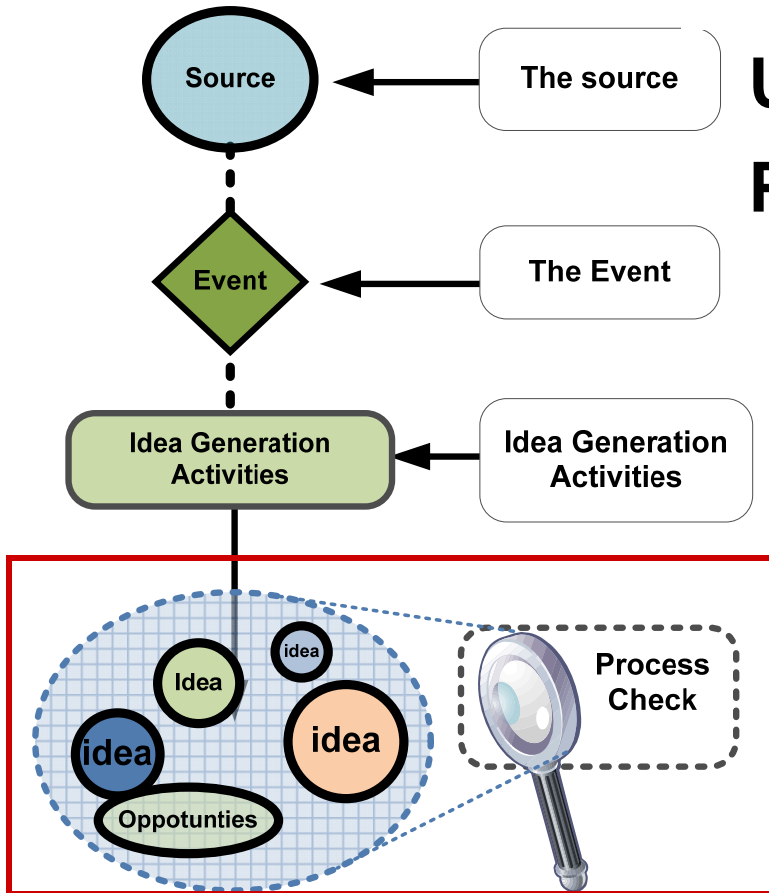 Source
The source
U
Event
The Event
Idea Generation
Activities
Idea Generation
Activities
Idea
idea
idea
idea
Oppotunties
Process
Check